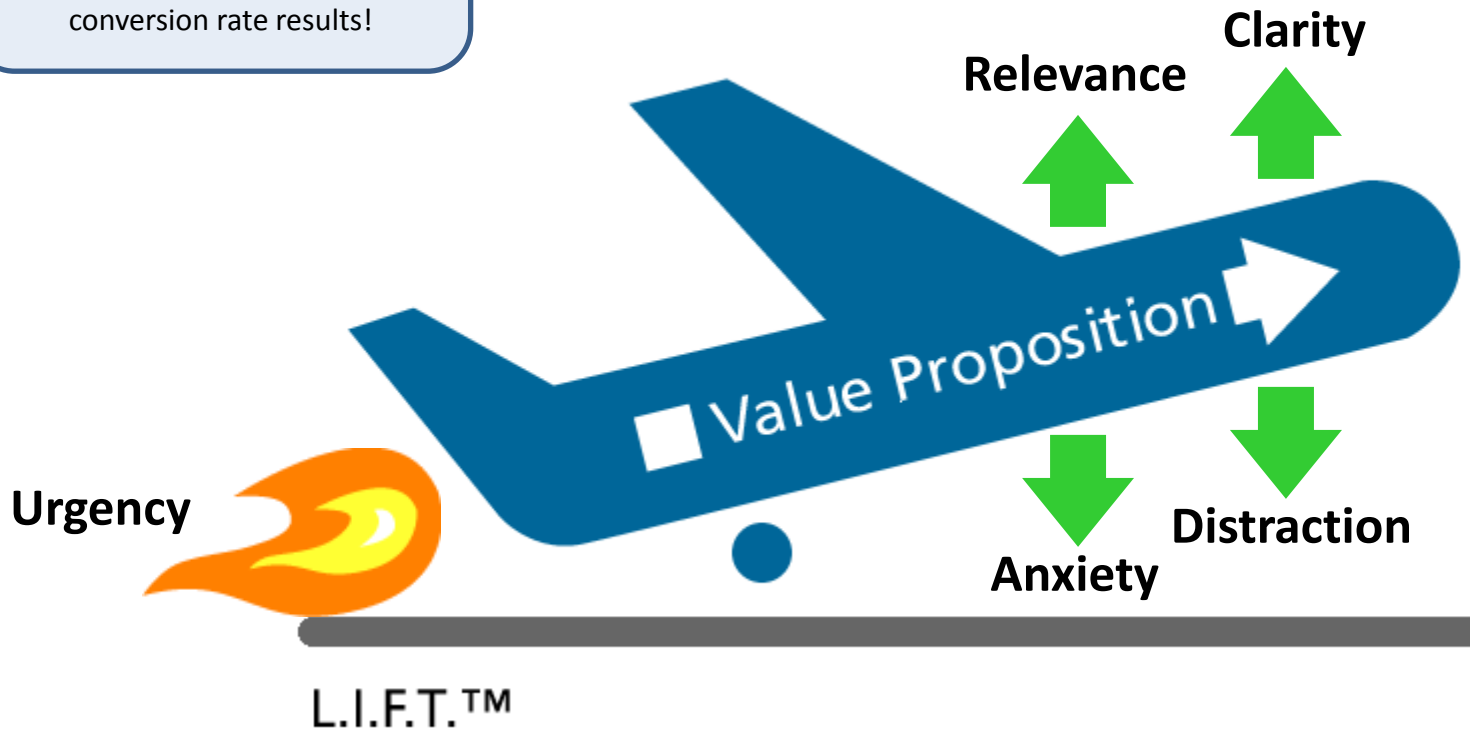 conversion rate results!
Clarity
Relevance
Value Proposition
Urgency
Distraction
Anxiety
L.I.F.T.™